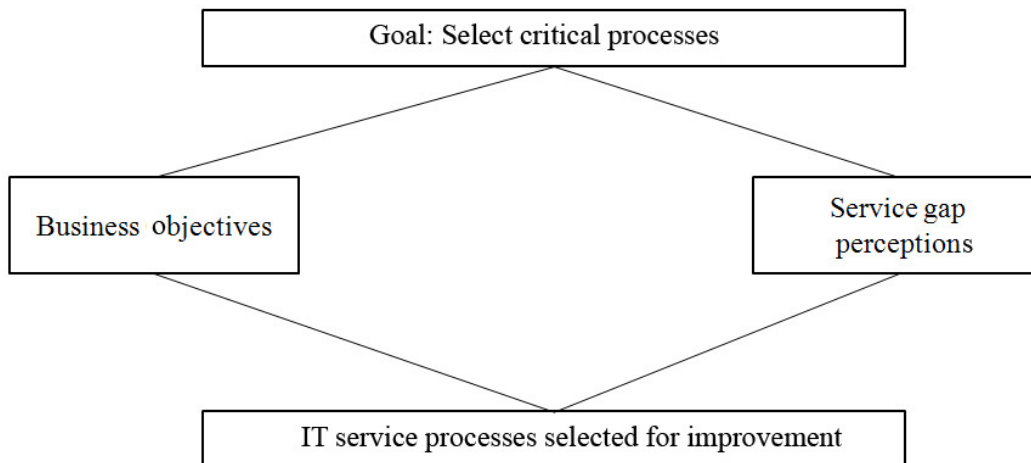 Goal: Select critical processes
Business objectives
Service gap
perceptions
IT service processes selected for improvement